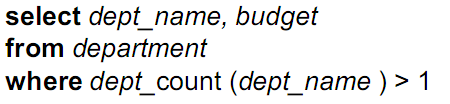 select dept_name, budget
from department
where dept_count (dept_name ) > 1